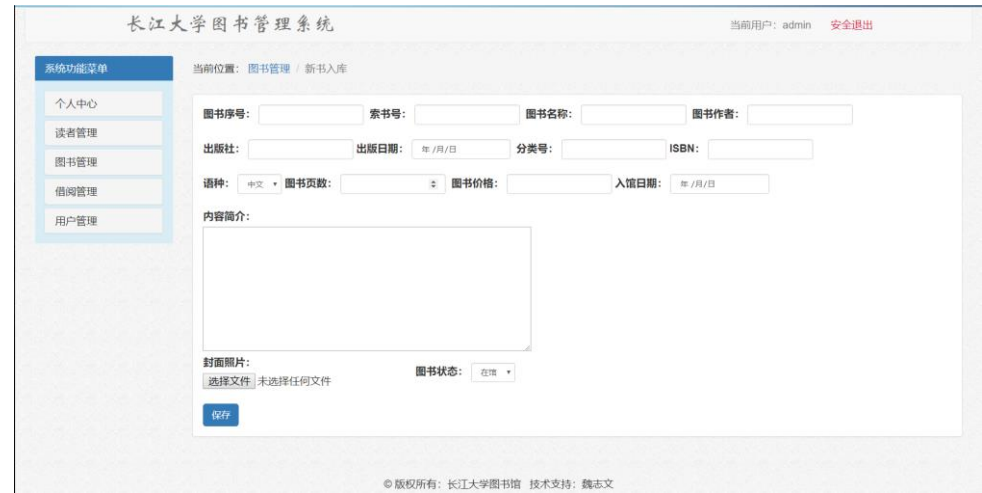 长江大学图书管理系统 当前用户：admin 安全退出
系统功能菜单
当前位置： 图书管理 / 新书入库
个人中心
读者管理
图书管理
借阅管理
用户管理
图书序号： 索书号： 图书名称： 图书作者：
出版社： 出版日期： 年 /月/日 分类号： ISBN：
语种： 中文 图书页数： 图书价格： 入馆日期： 年 /月/日
内容简介：
封面照片： 图书状态： 在馆
选择文件 未选择任何文件
保存
© 版权所有：长江大学图书馆 技术支持：魏志文